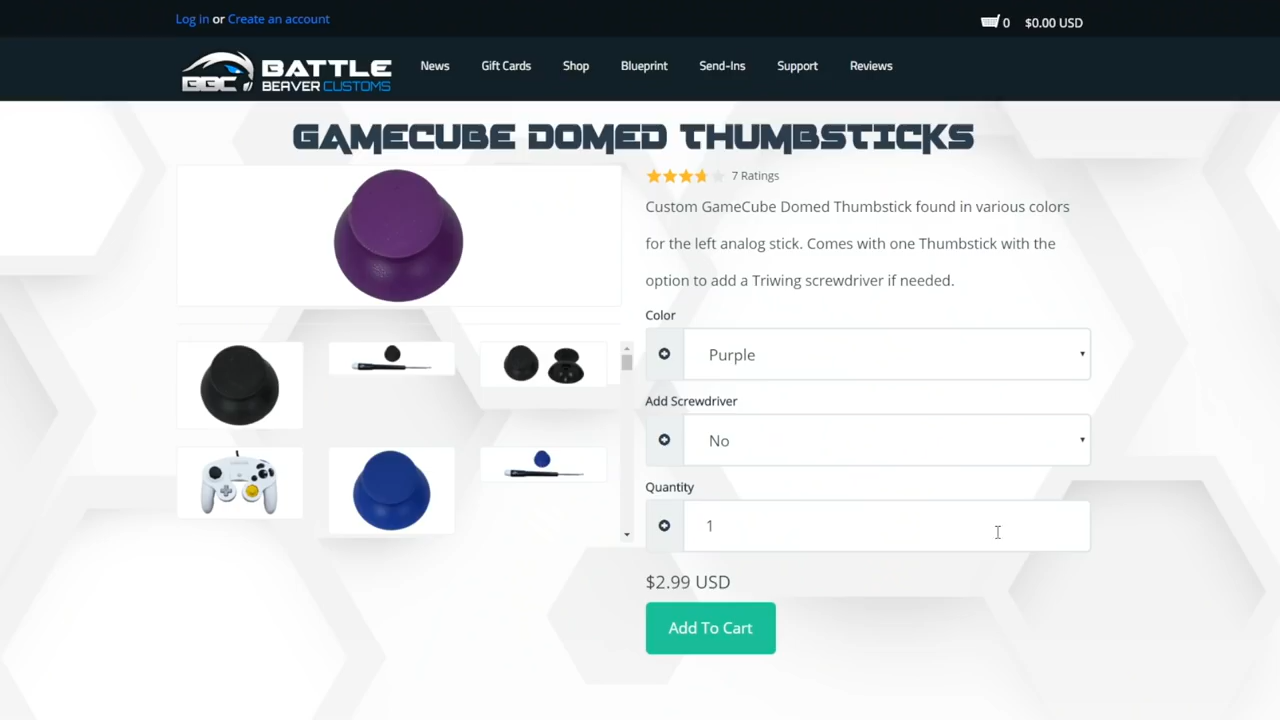 Log in or Create an account
0 $0.00 USD
BBC BATTLE BEAVER CUSTOMS
News Gift Cards Shop Blueprint Send-Ins Support Reviews
GAMECUBE DOMED THUMBSTICKS
7 Ratings
Custom GameCube Domed Thumbstick found in various colors
for the left analog stick. Comes with one Thumbstick with the
option to add a Triwing screwdriver if needed.
Color
Purple
Add Screwdriver
No
Quantity
1
$2.99 USD
Add To Cart